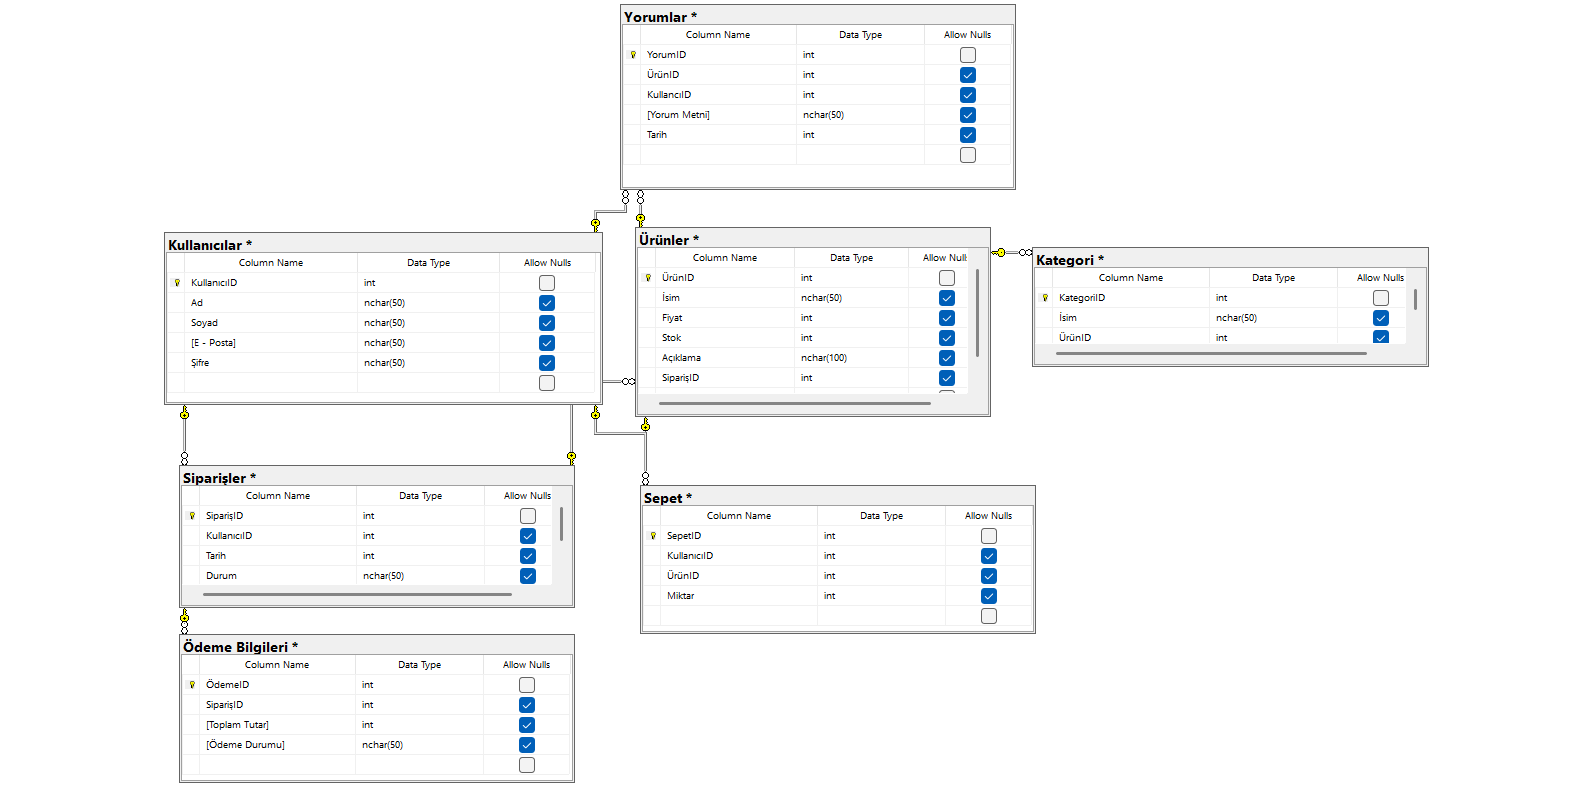 Yorumlar *
Column Name Data Type Allow Nulls
YorumID int
ÜrünID int
KullanıcıID int
[Yorum Metni] nchar(50)
Tarih int
Kullanıcılar *
Column Name Data Type Allow Nulls
KullanıcıID int
Ad nchar(50)
Soyad nchar(50)
[E - Posta] nchar(50)
Şifre nchar(50)
Ürünler *
Column Name Data Type Allow Nulls
ÜrünID int
İsim nchar(50)
Fiyat int
Stok int
Açıklama nchar(100)
SiparişID int
Kategori *
Column Name Data Type Allow Nulls
KategoriID int
İsim nchar(50)
ÜrünID int
Siparişler *
Column Name Data Type Allow Nulls
SiparişID int
KullanıcıID int
Tarih int
Durum nchar(50)
Sepet *
Column Name Data Type Allow Nulls
SepetID int
KullanıcıID int
ÜrünID int
Miktar int
Ödeme Bilgileri *
Column Name Data Type Allow Nulls
ÖdemeID int
SiparişID int
[Toplam Tutar] int
[Ödeme Durumu] nchar(50)